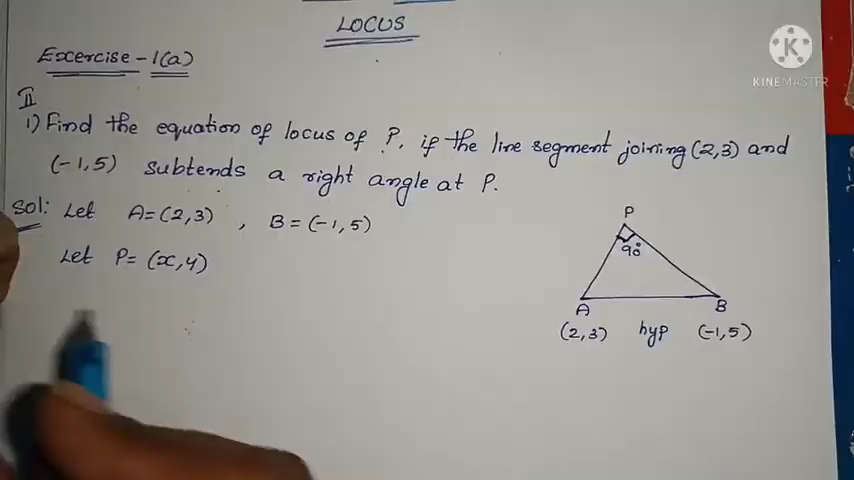 LOCUS
Excercise - 1(a)
KINEMASTER
II
1) Find the equation of locus of P, if the line segment joining (2,3) and
(-1,5) subtends a right angle at P.
Sol: Let A=(2,3) , B=(-1,5)
Let P=(x,y)
P
90°
A B
(2,3) hyp (-1,5)